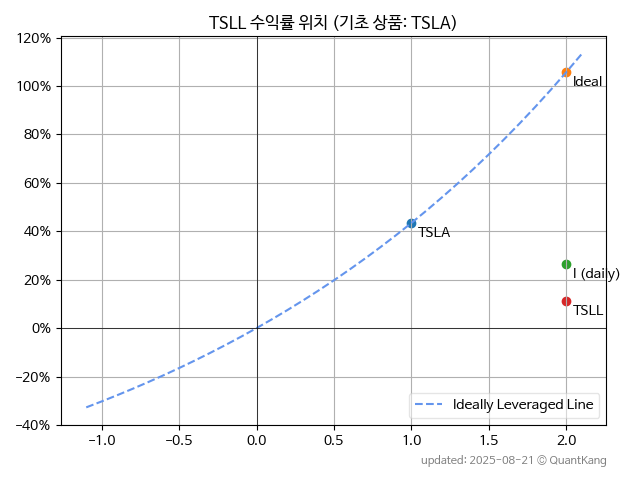 TSLL 수익률 위치 (기초 상품: TSLA)
120%
100%
80%
60%
40%
20%
0%
−20%
−40%
Ideal
TSLA
I (daily)
TSLL
Ideally Leveraged Line
−1.0 −0.5 0.0 0.5 1.0 1.5 2.0
updated: 2025-08-21 © QuantKang